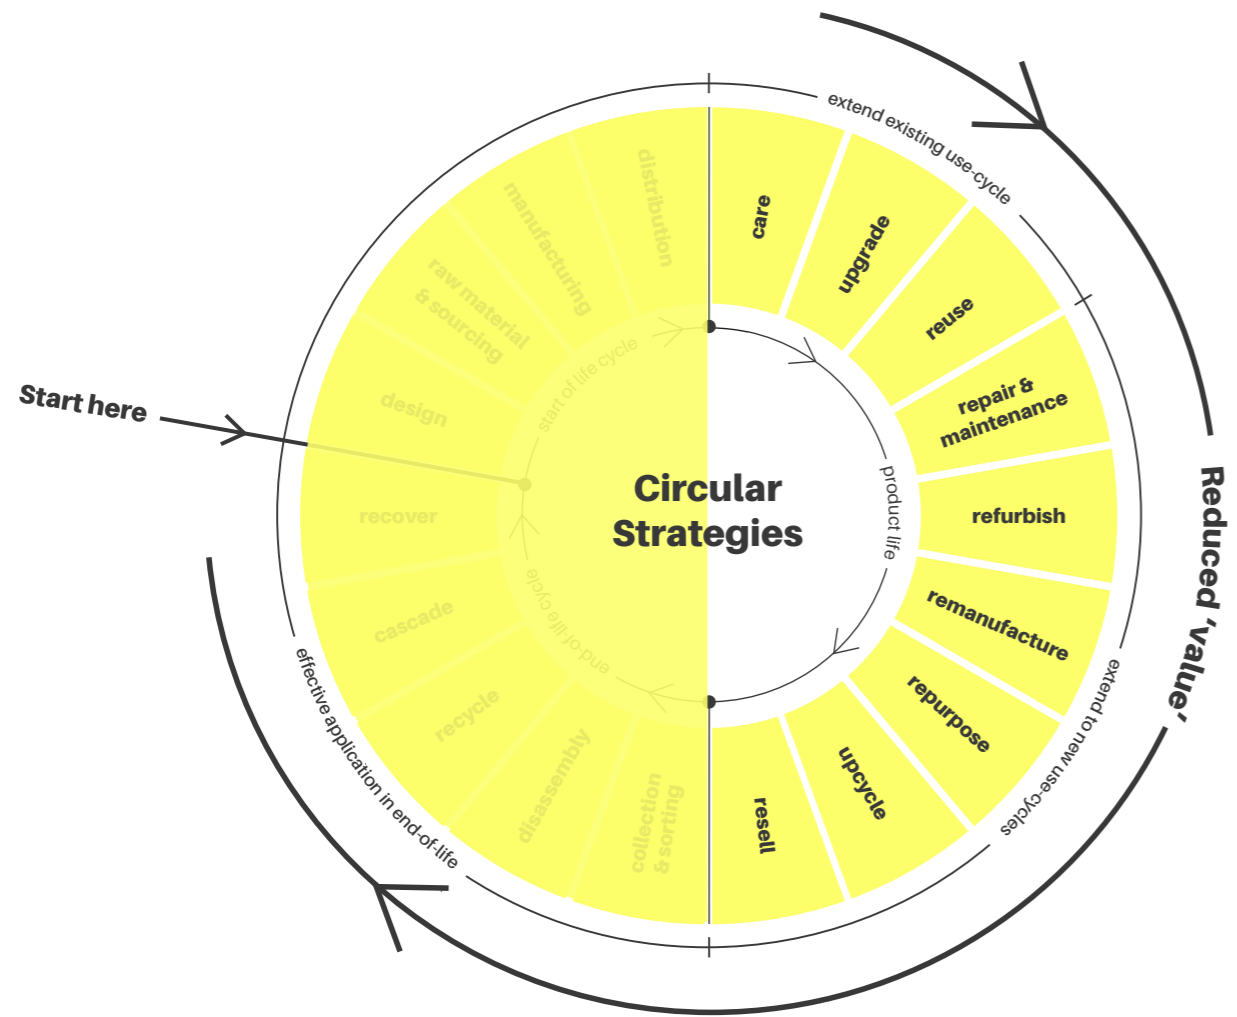 Start here
Circular
Strategies
design
raw material
& sourcing
manufacturing
distribution
care
upgrade
reuse
repair &
maintenance
refurbish
remanufacture
repurpose
upcycle
resell
collection
& sorting
disassembly
recycle
cascade
recover
start of life cycle
product life
end-of-life cycle
extend existing use-cycle
extend to new use-cycles
effective application in end-of-life
Reduced ‘value’